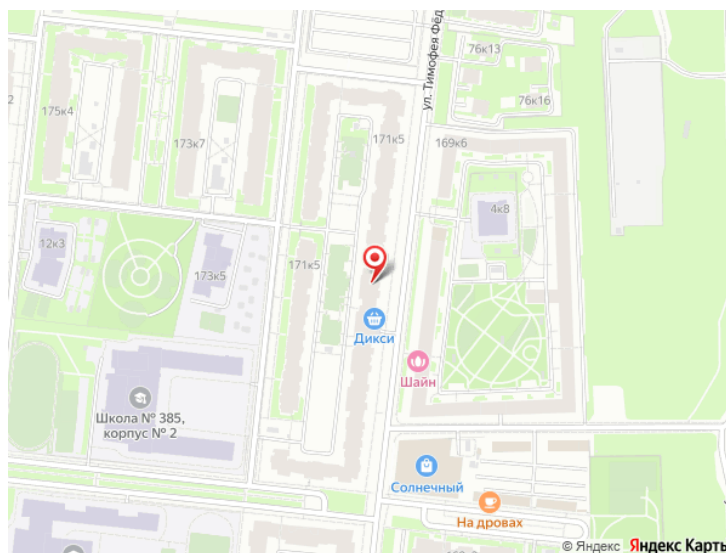 76к13
ул. Тимофея Фёд
76к16
175к4
171к5
173к7
169к6
4к8
12к3
171к5
173к5
Дикси
Шайн
Школа № 385,
корпус № 2
Солнечный
На дровах
© Яндекс Яндекс Карты